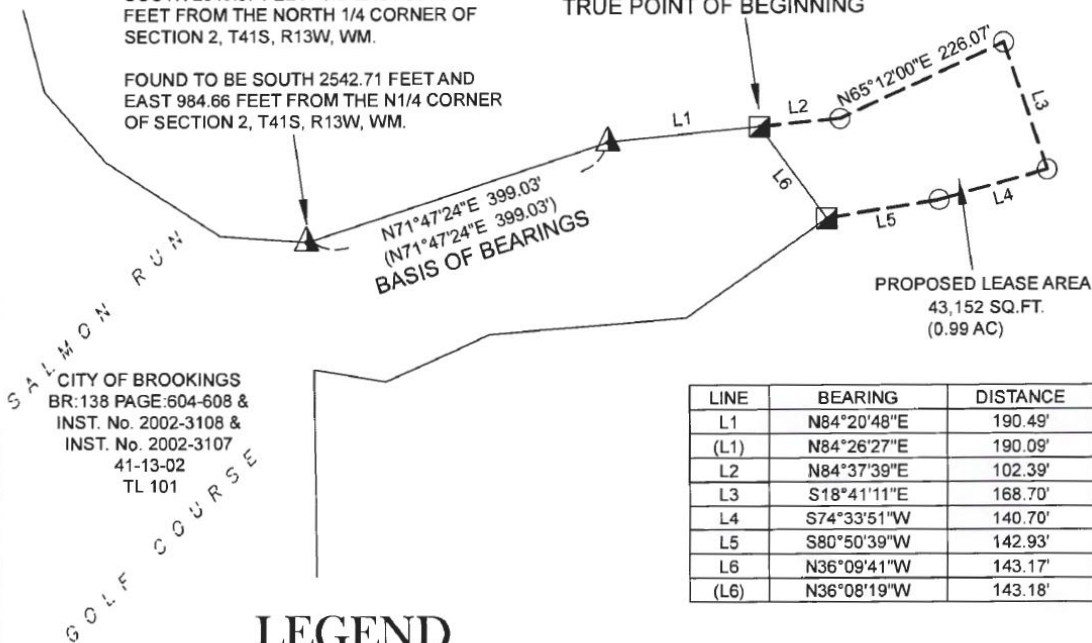 FEET FROM THE NORTH 1/4 CORNER OF
SECTION 2, T41S, R13W, WM.
FOUND TO BE SOUTH 2542.71 FEET AND
EAST 984.66 FEET FROM THE N1/4 CORNER
OF SECTION 2, T41S, R13W, WM.
TRUE POINT OF BEGINNING
L1
L2
N65°12'00"E 226.07'
L3
L6
L5
L4
N71°47'24"E 399.03'
(N71°47'24"E 399.03')
BASIS OF BEARINGS
PROPOSED LEASE AREA
43,152 SQ.FT.
(0.99 AC)
SALMON RUN
GOLF COURSE
CITY OF BROOKINGS
BR:138 PAGE:604-608 &
INST. No. 2002-3108 &
INST. No. 2002-3107
41-13-02
TL 101
LINE BEARING DISTANCE
L1 N84°20'48"E 190.49'
(L1) N84°26'27"E 190.09'
L2 N84°37'39"E 102.39'
L3 S18°41'11"E 168.70'
L4 S74°33'51"W 140.70'
L5 S80°50'39"W 142.93'
L6 N36°09'41"W 143.17'
(L6) N36°08'19"W 143.18'
LEGEND